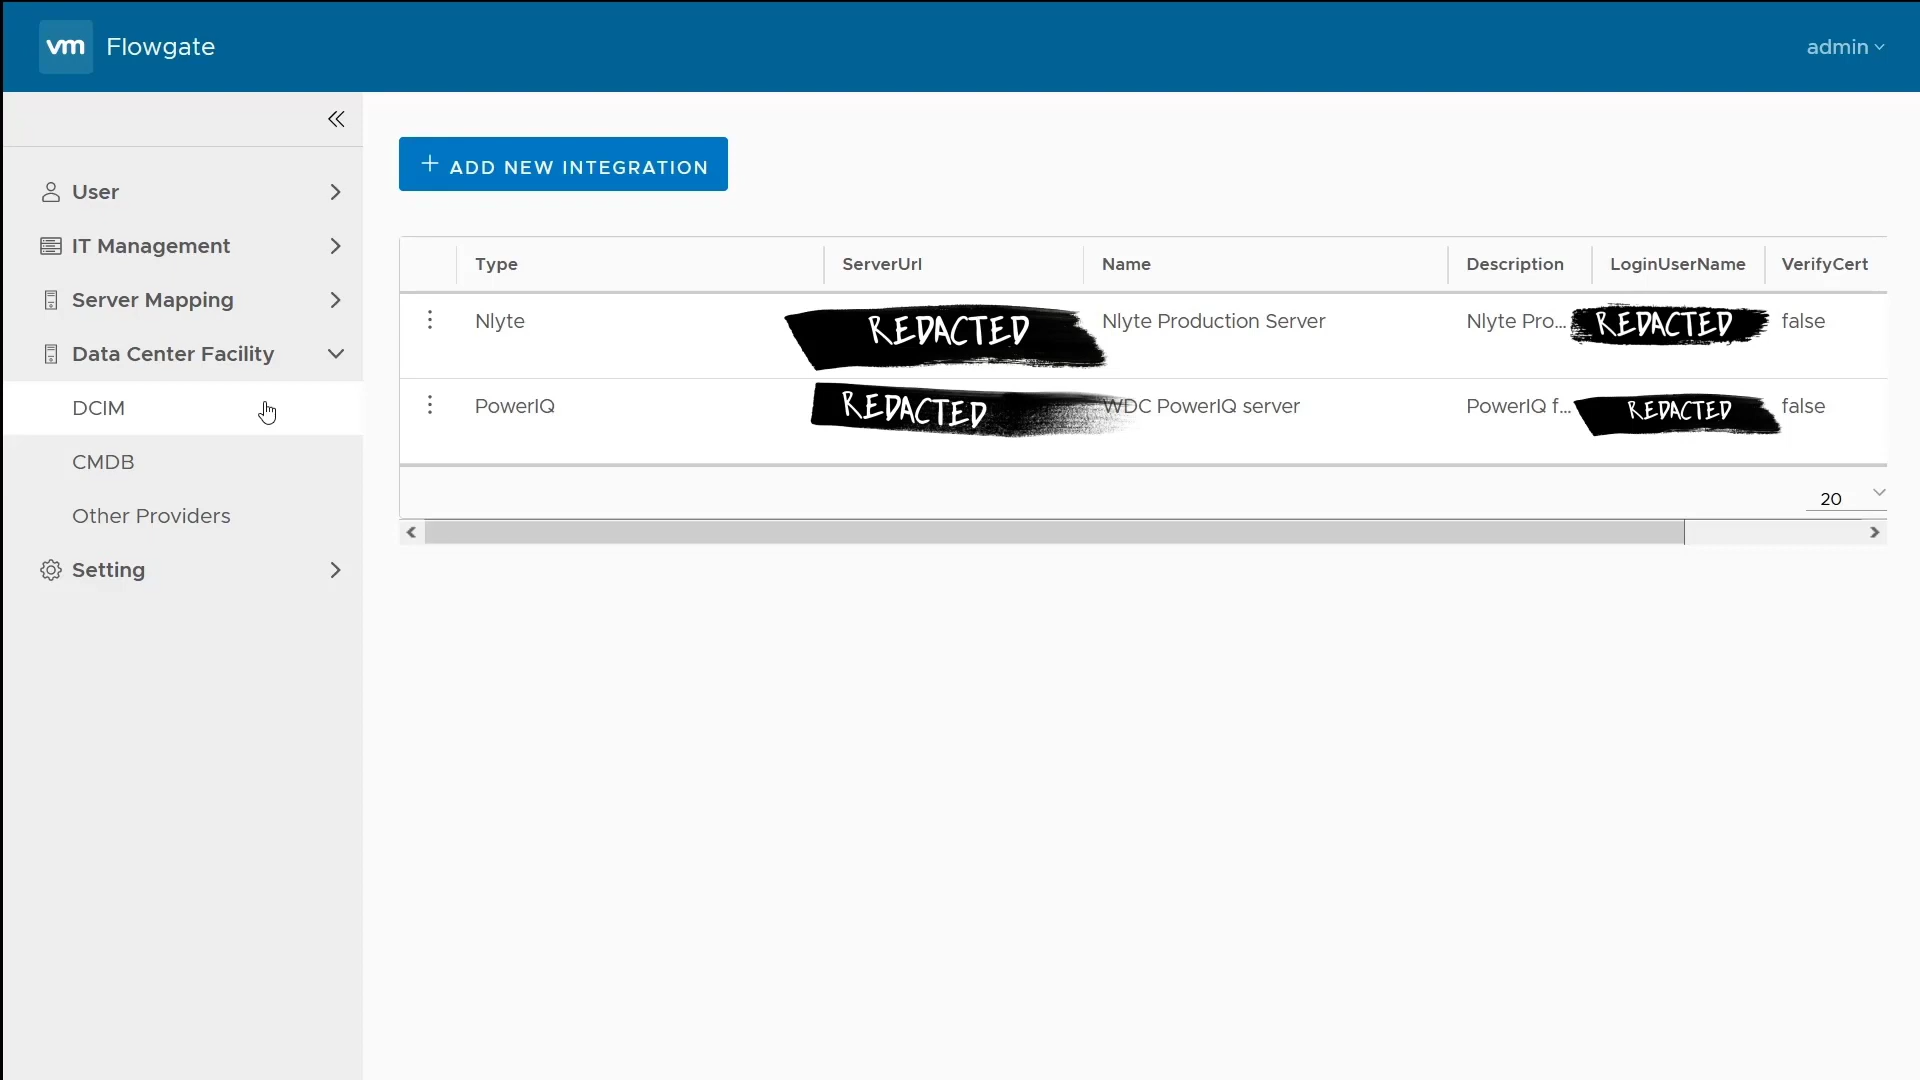 vm Flowgate
admin
User
IT Management
Server Mapping
Data Center Facility
DCIM
CMDB
Other Providers
Setting
+ ADD NEW INTEGRATION
Type ServerUrl Name Description LoginUserName VerifyCert
Nlyte REDACTED Nlyte Production Server Nlyte Pro... REDACTED false
PowerIQ REDACTED WDC PowerIQ server PowerIQ f... REDACTED false
20